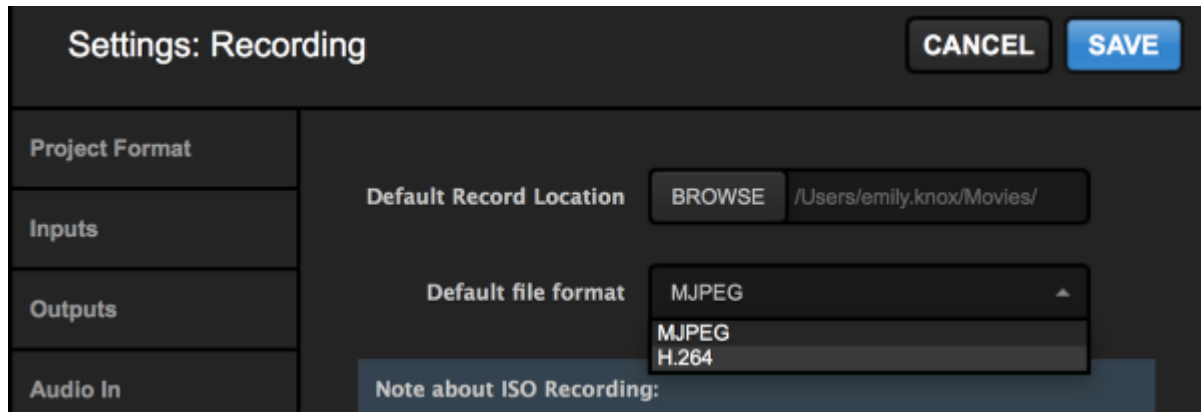 Settings: Recording
CANCEL
SAVE
Project Format
Inputs
Outputs
Audio In
Default Record Location
BROWSE
/Users/emily.knox/Movies/
Default file format
MJPEG
MJPEG
H.264
Note about ISO Recording: